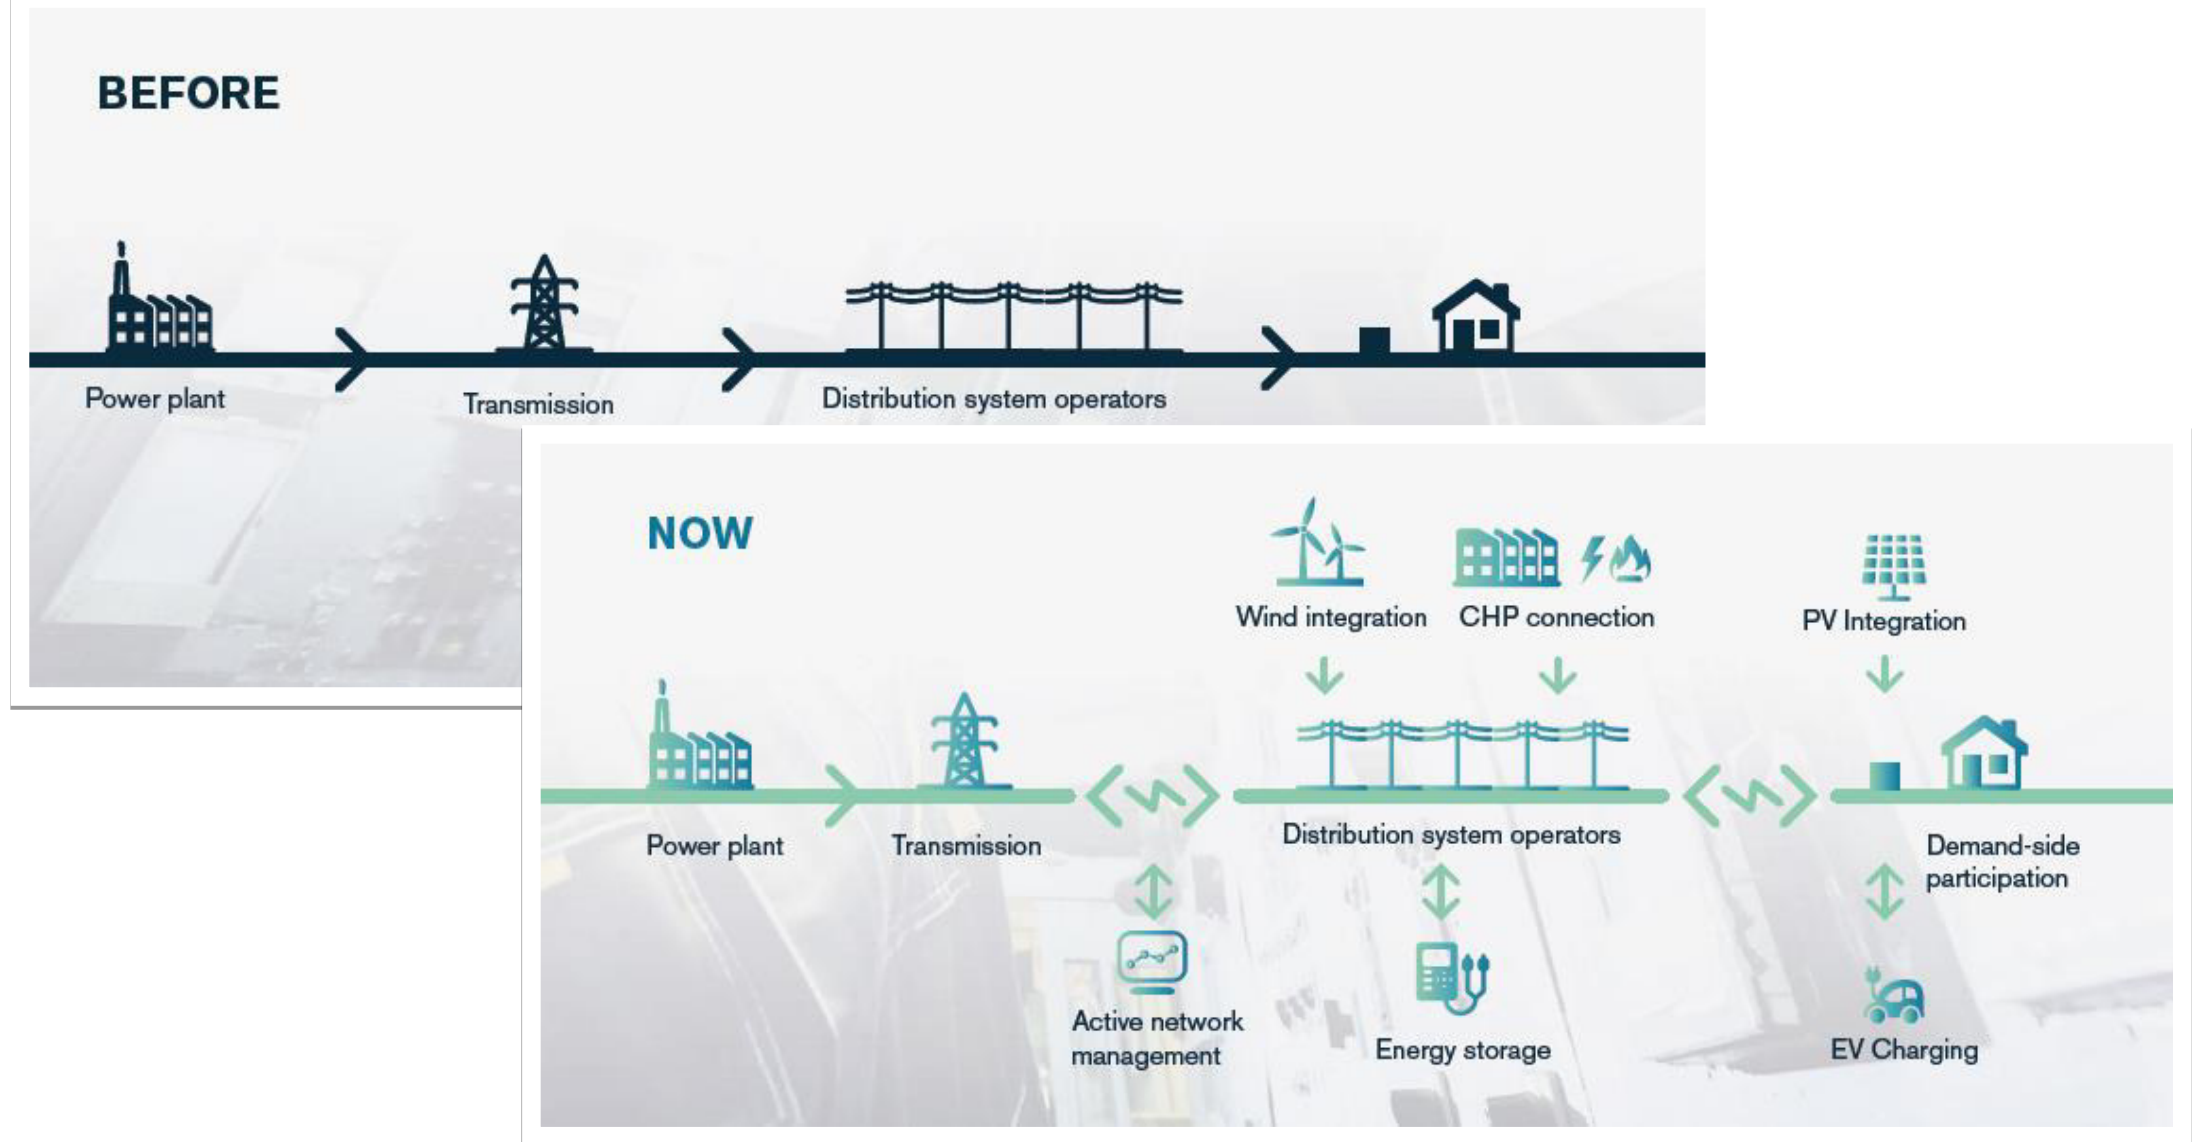 BEFORE
Power plant
Transmission
Distribution system operators
NOW
Wind integration
CHP connection
PV Integration
Power plant
Transmission
Distribution system operators
Demand-side
participation
Active network
management
Energy storage
EV Charging